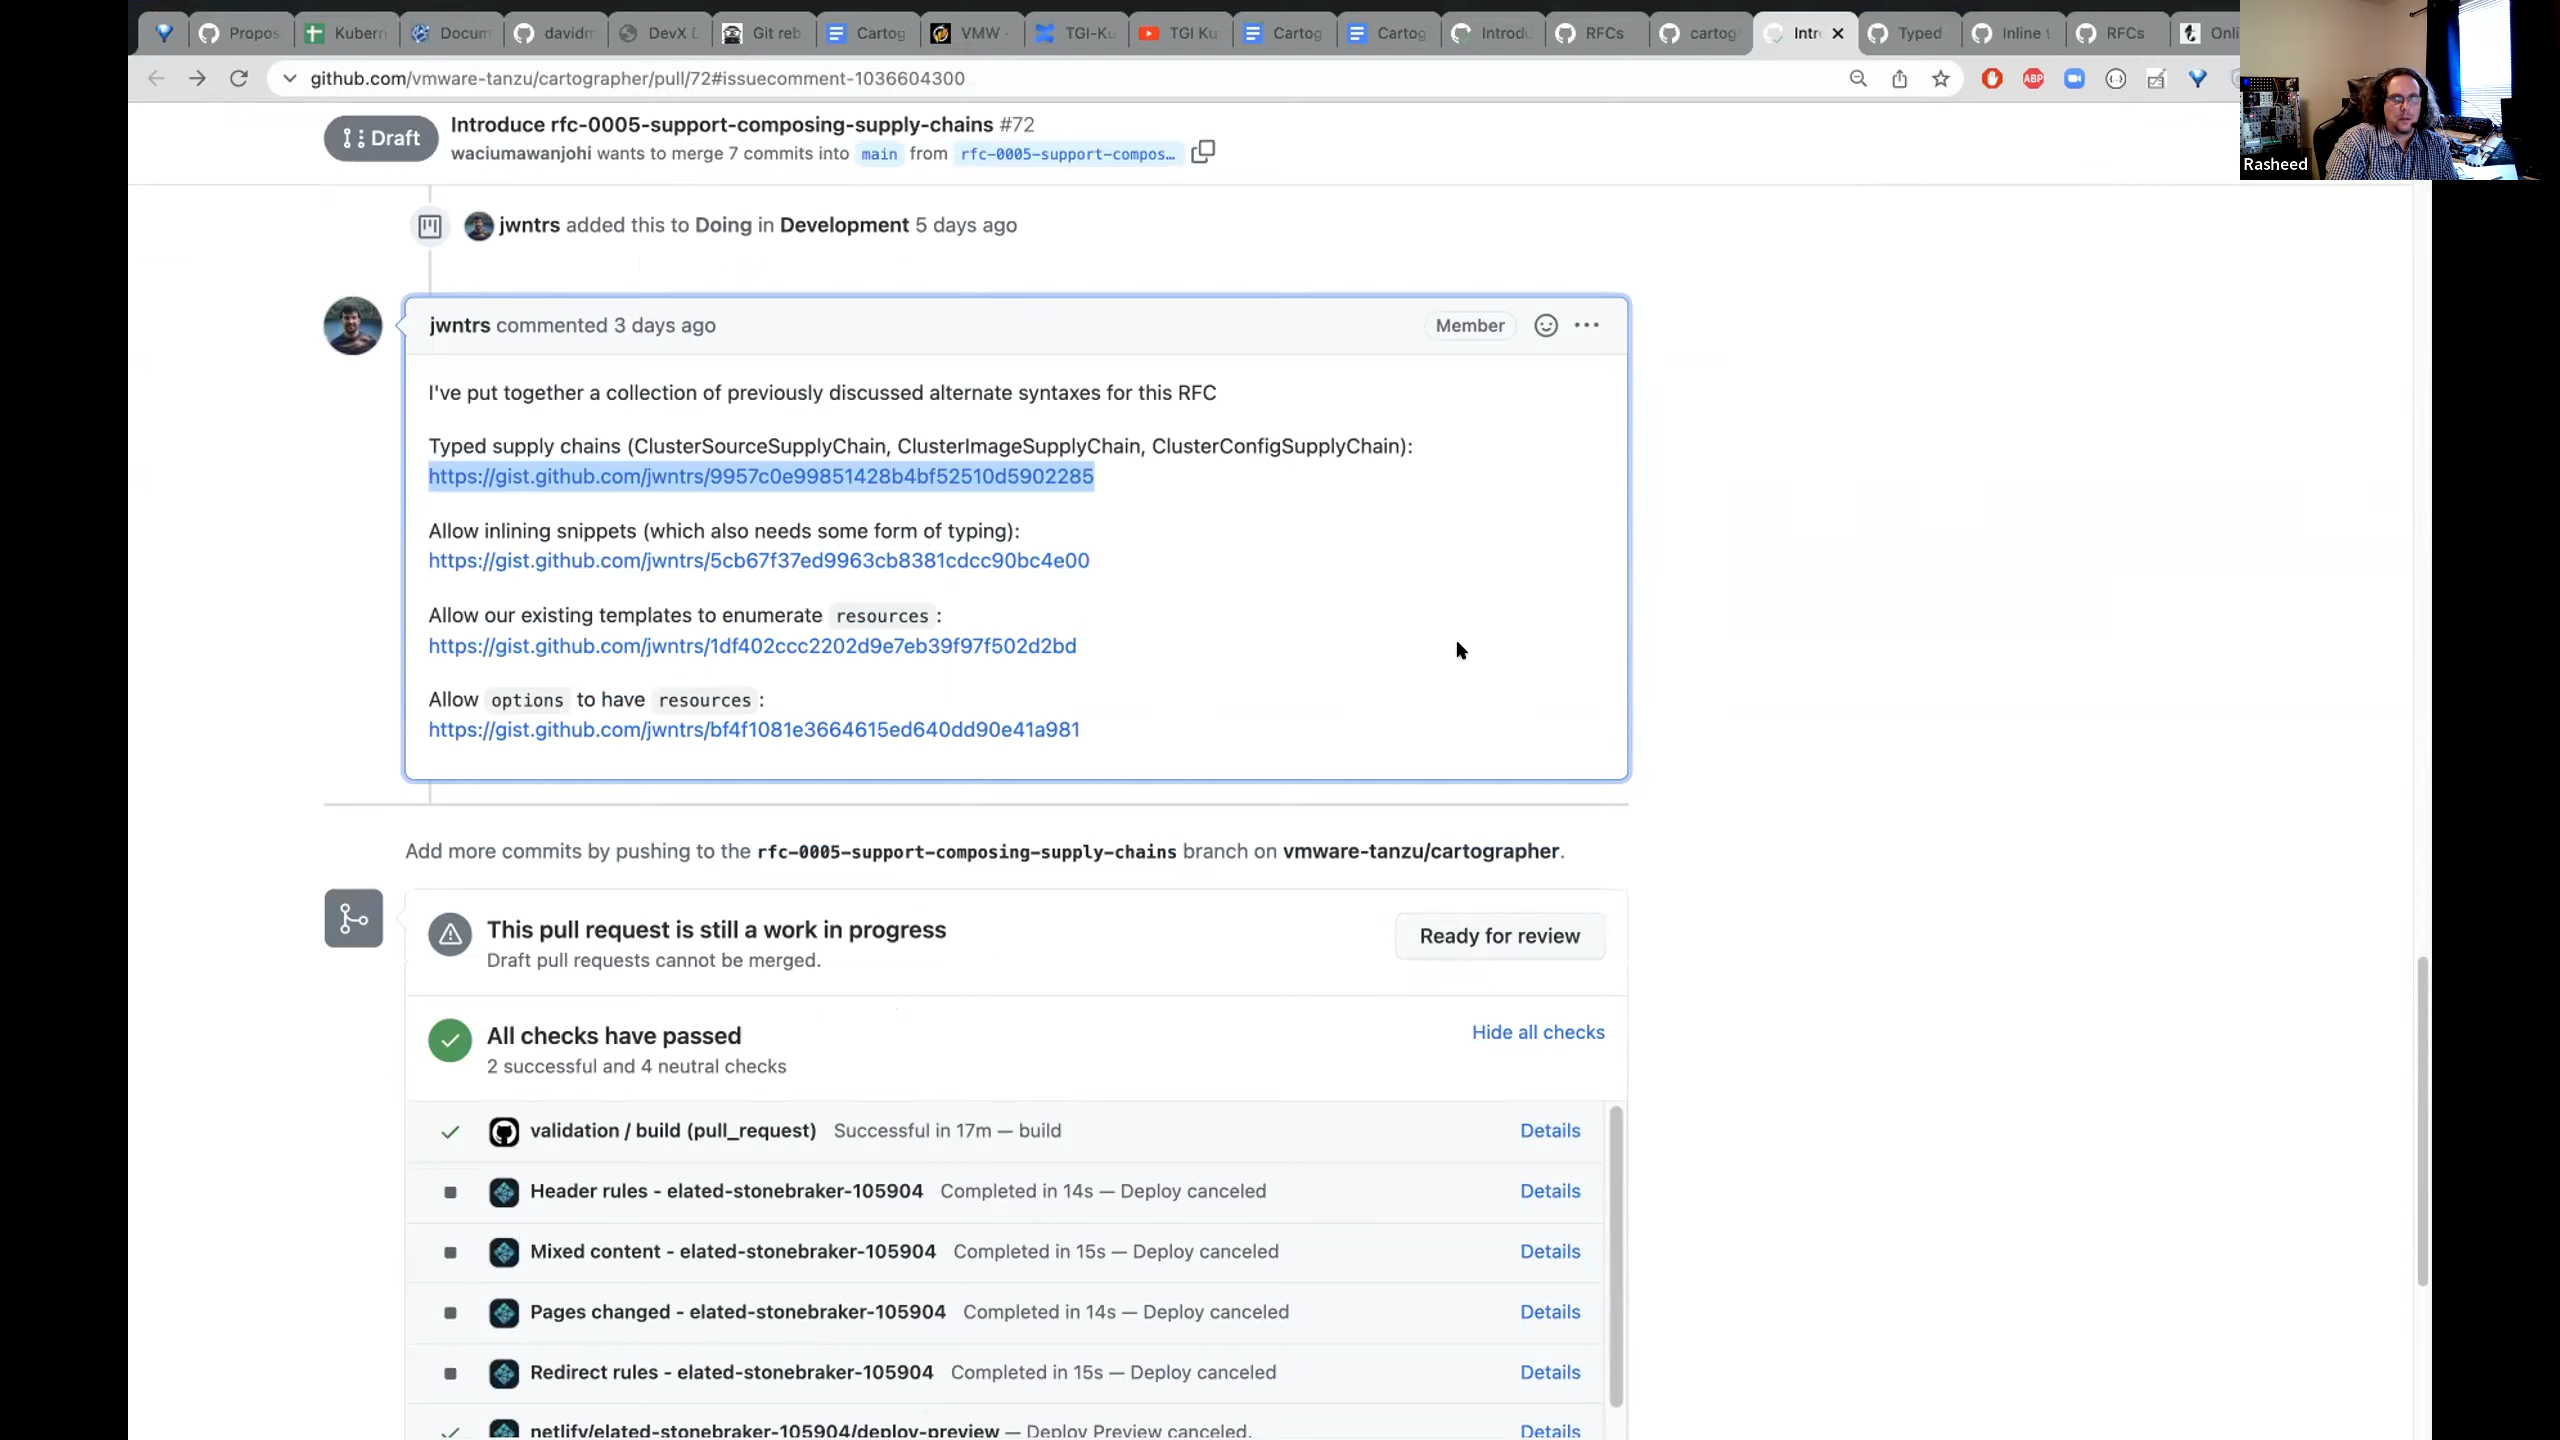 Propos
Kubern
Docum
davidm
DevX D
Git reb
Cartog
VMW -
TGI-Ku
TGI Ku
Cartog
Cartog
Introdu
RFCs
cartog
Intr
Typed
Inline t
RFCs
Onli
github.com/vmware-tanzu/cartographer/pull/72#issuecomment-1036604300
ABP
Rasheed
Draft
Introduce rfc-0005-support-composing-supply-chains #72
waciumawanjohi wants to merge 7 commits into main from rfc-0005-support-compos…
jwntrs added this to Doing in Development 5 days ago
jwntrs commented 3 days ago
Member
I've put together a collection of previously discussed alternate syntaxes for this RFC
Typed supply chains (ClusterSourceSupplyChain, ClusterImageSupplyChain, ClusterConfigSupplyChain):
https://gist.github.com/jwntrs/9957c0e99851428b4bf52510d5902285
Allow inlining snippets (which also needs some form of typing):
https://gist.github.com/jwntrs/5cb67f37ed9963cb8381cdcc90bc4e00
Allow our existing templates to enumerate resources:
https://gist.github.com/jwntrs/1df402ccc2202d9e7eb39f97f502d2bd
Allow options to have resources:
https://gist.github.com/jwntrs/bf4f1081e3664615ed640dd90e41a981
Add more commits by pushing to the rfc-0005-support-composing-supply-chains branch on vmware-tanzu/cartographer.
This pull request is still a work in progress
Draft pull requests cannot be merged.
Ready for review
All checks have passed
2 successful and 4 neutral checks
Hide all checks
validation / build (pull_request) Successful in 17m — build Details
Header rules - elated-stonebraker-105904 Completed in 14s — Deploy canceled Details
Mixed content - elated-stonebraker-105904 Completed in 15s — Deploy canceled Details
Pages changed - elated-stonebraker-105904 Completed in 14s — Deploy canceled Details
Redirect rules - elated-stonebraker-105904 Completed in 15s — Deploy canceled Details
netlify/elated-stonebraker-105904/deploy-preview — Deploy Preview canceled. Details